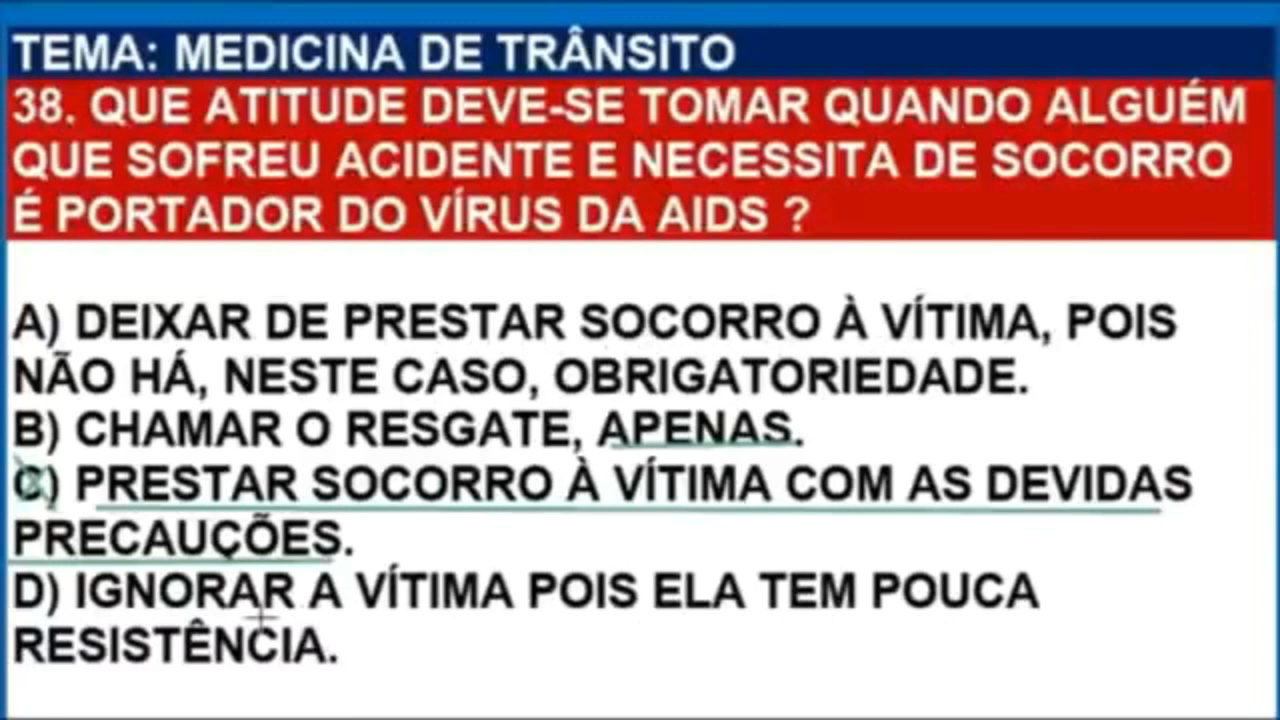 TEMA: MEDICINA DE TRÂNSITO
38. QUE ATITUDE DEVE-SE TOMAR QUANDO ALGUÉM
QUE SOFREU ACIDENTE E NECESSITA DE SOCORRO
É PORTADOR DO VÍRUS DA AIDS ?
A) DEIXAR DE PRESTAR SOCORRO À VÍTIMA, POIS
NÃO HÁ, NESTE CASO, OBRIGATORIEDADE.
B) CHAMAR O RESGATE, APENAS.
C) PRESTAR SOCORRO À VÍTIMA COM AS DEVIDAS
PRECAUÇÕES.
D) IGNORAR A VÍTIMA POIS ELA TEM POUCA
RESISTÊNCIA.